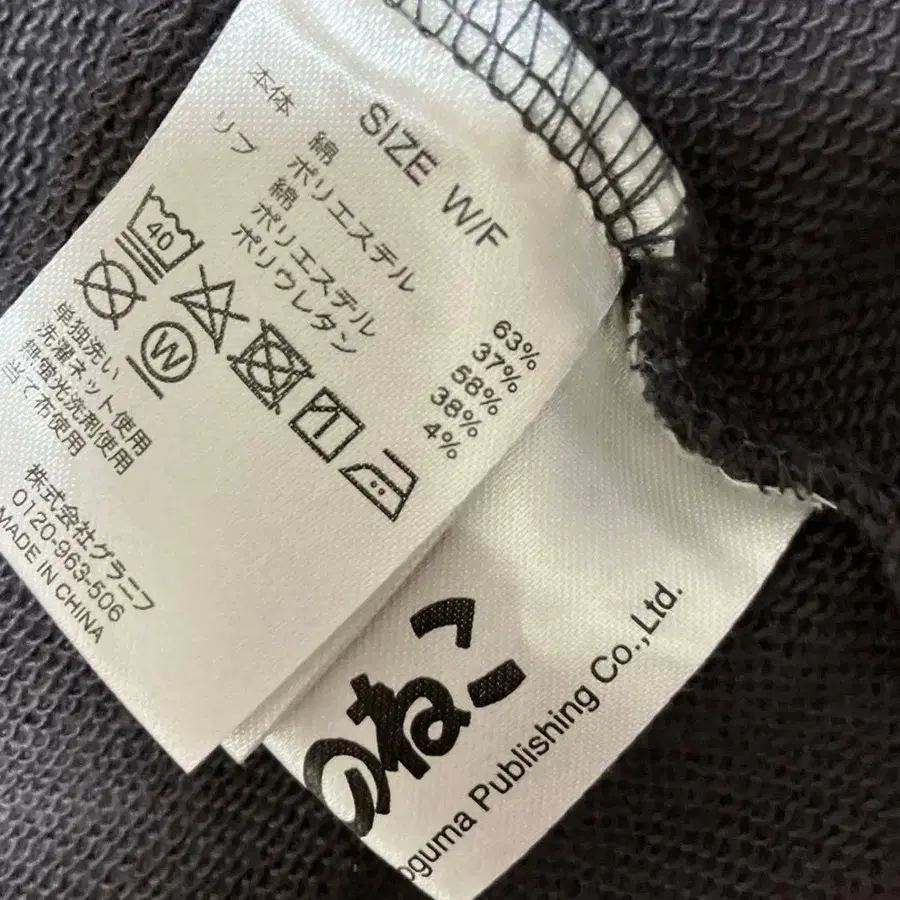 SIZE W/F
本体 綿 63%
ポリエステル 37%
リブ 綿 58%
ポリエステル 38%
ポリウレタン 4%
40
W
単独洗い
洗濯ネット使用
無蛍光洗剤使用
当て布使用
株式会社グラニフ
0120-963-506
MADE IN CHINA
のねこ
oguma Publishing Co.,Ltd.